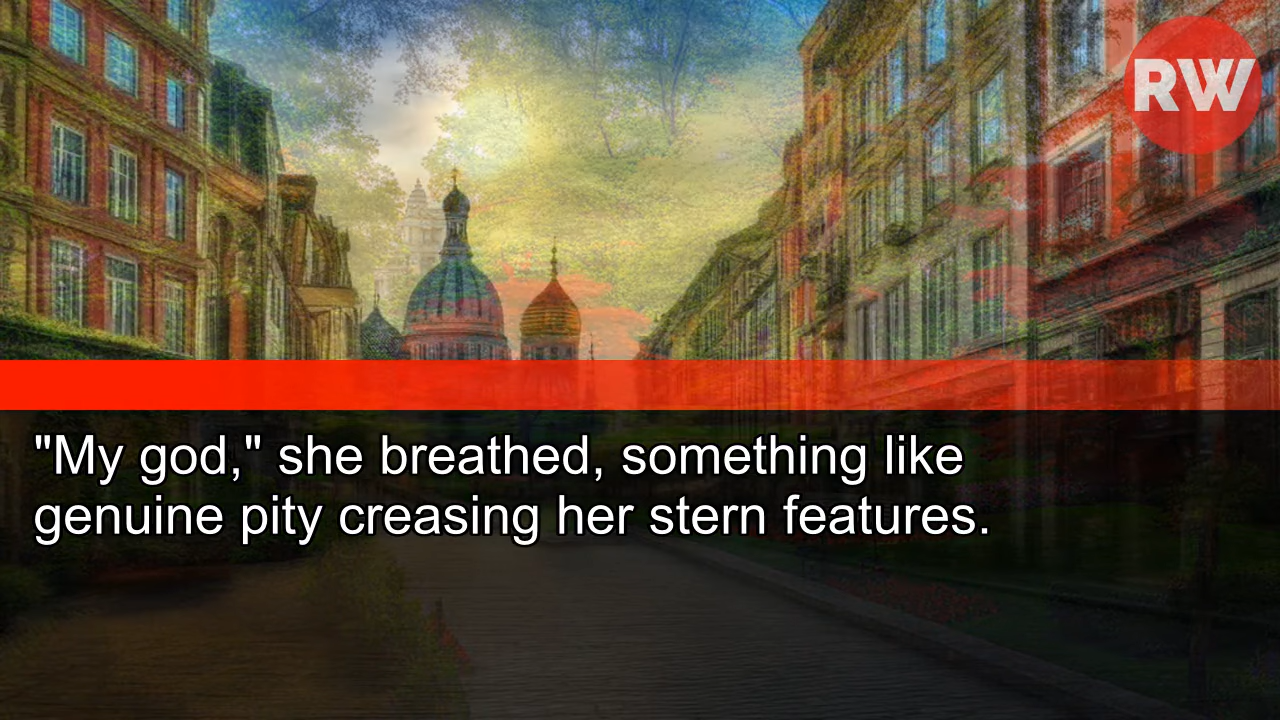 RW
"My god," she breathed, something like
genuine pity creasing her stern features.